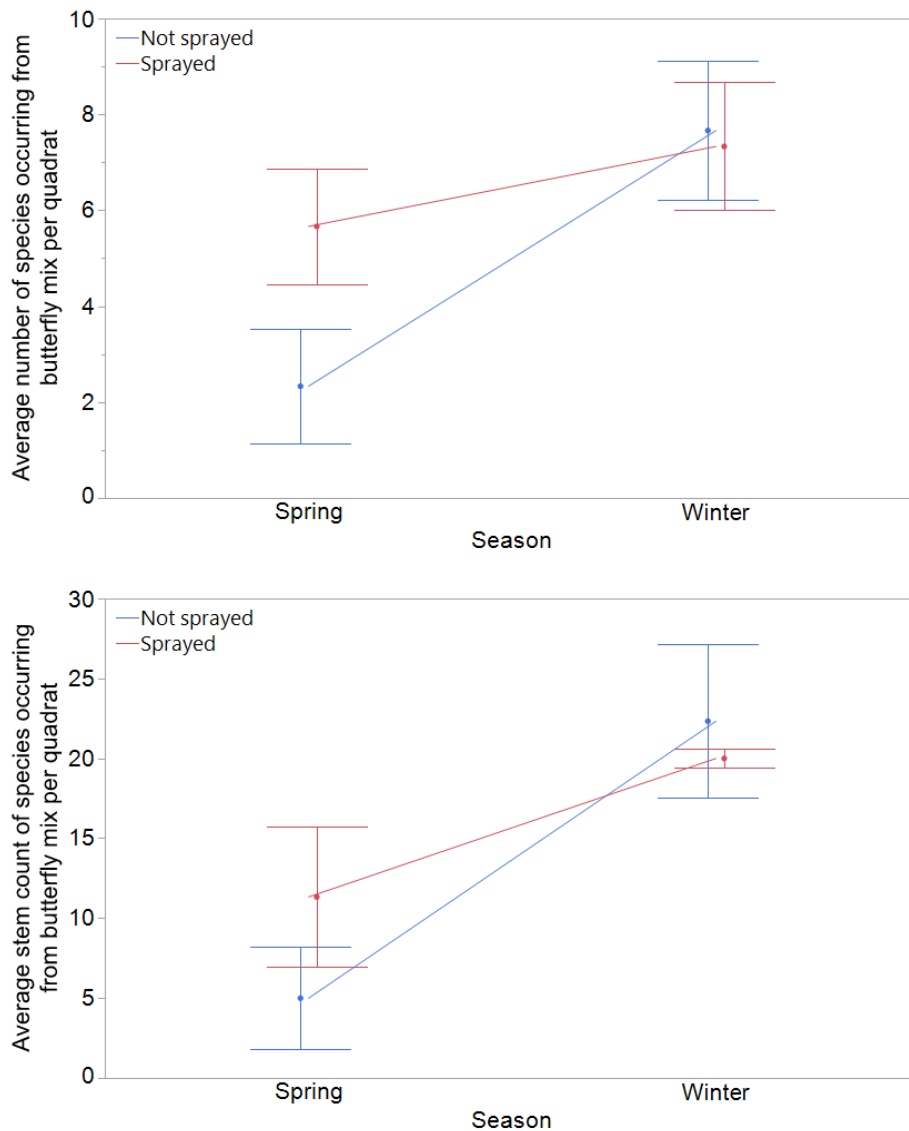 10
Not sprayed
Sprayed
8
6
4
2
0
Average number of species occurring from
butterfly mix per quadrat
Spring
Winter
Season
30
Not sprayed
Sprayed
25
20
15
10
5
0
Average stem count of species occurring
from butterfly mix per quadrat
Spring
Winter
Season